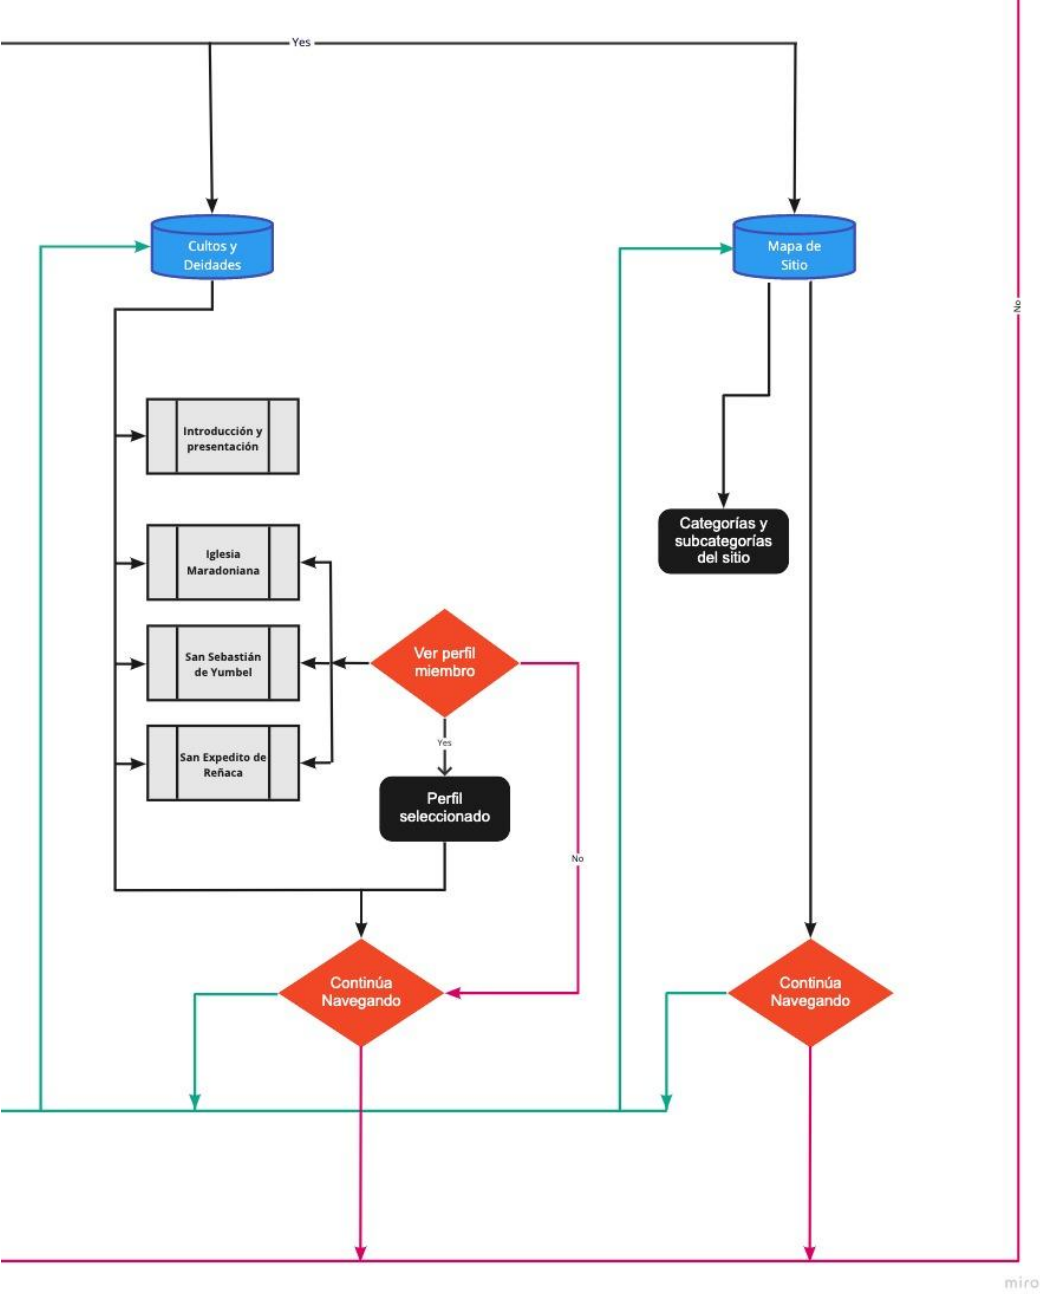 Yes
Cultos y
Deidades
Mapa de
Sitio
No
Introducción y
presentación
Categorías y
subcategorías
del sitio
Iglesia
Maradoniana
Ver perfil
miembro
San Sebastián
de Yumbel
Yes
San Expedito de
Reñaca
Perfil
seleccionado
No
Continúa
Navegando
Continúa
Navegando
miro